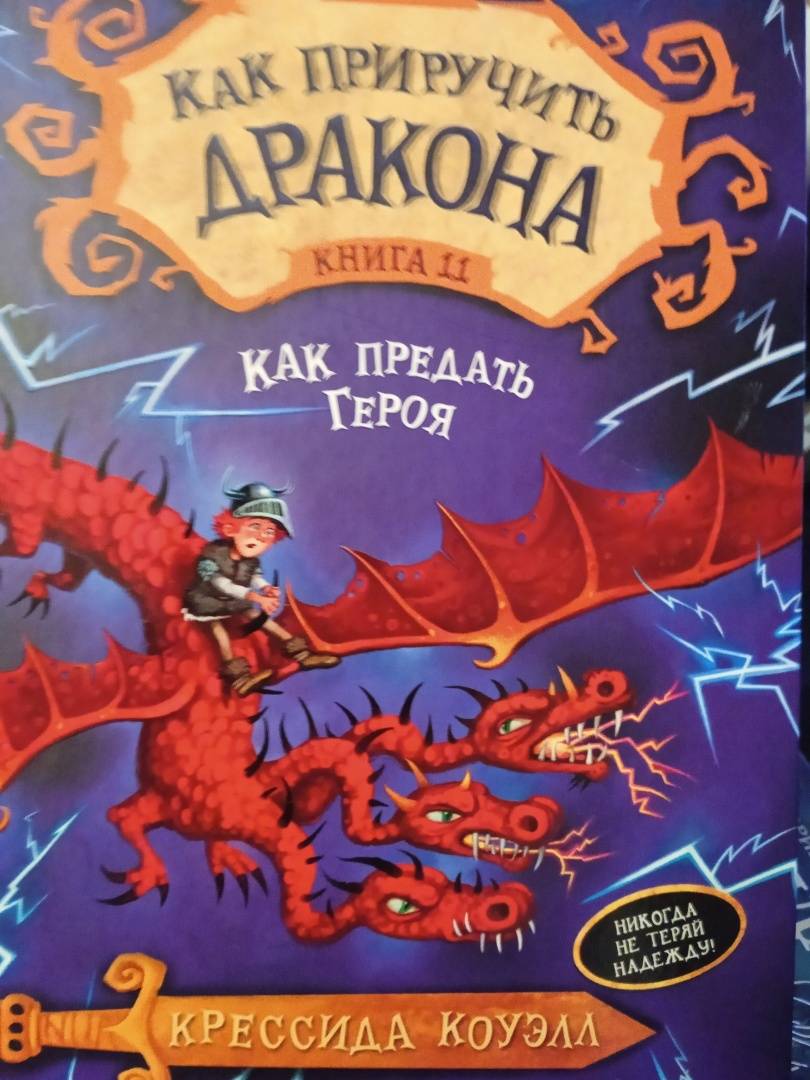 Как приручить
дракона
Книга 11
Как предать
Героя
Никогда
не теряй
надежду!
Крессида Коуэлл